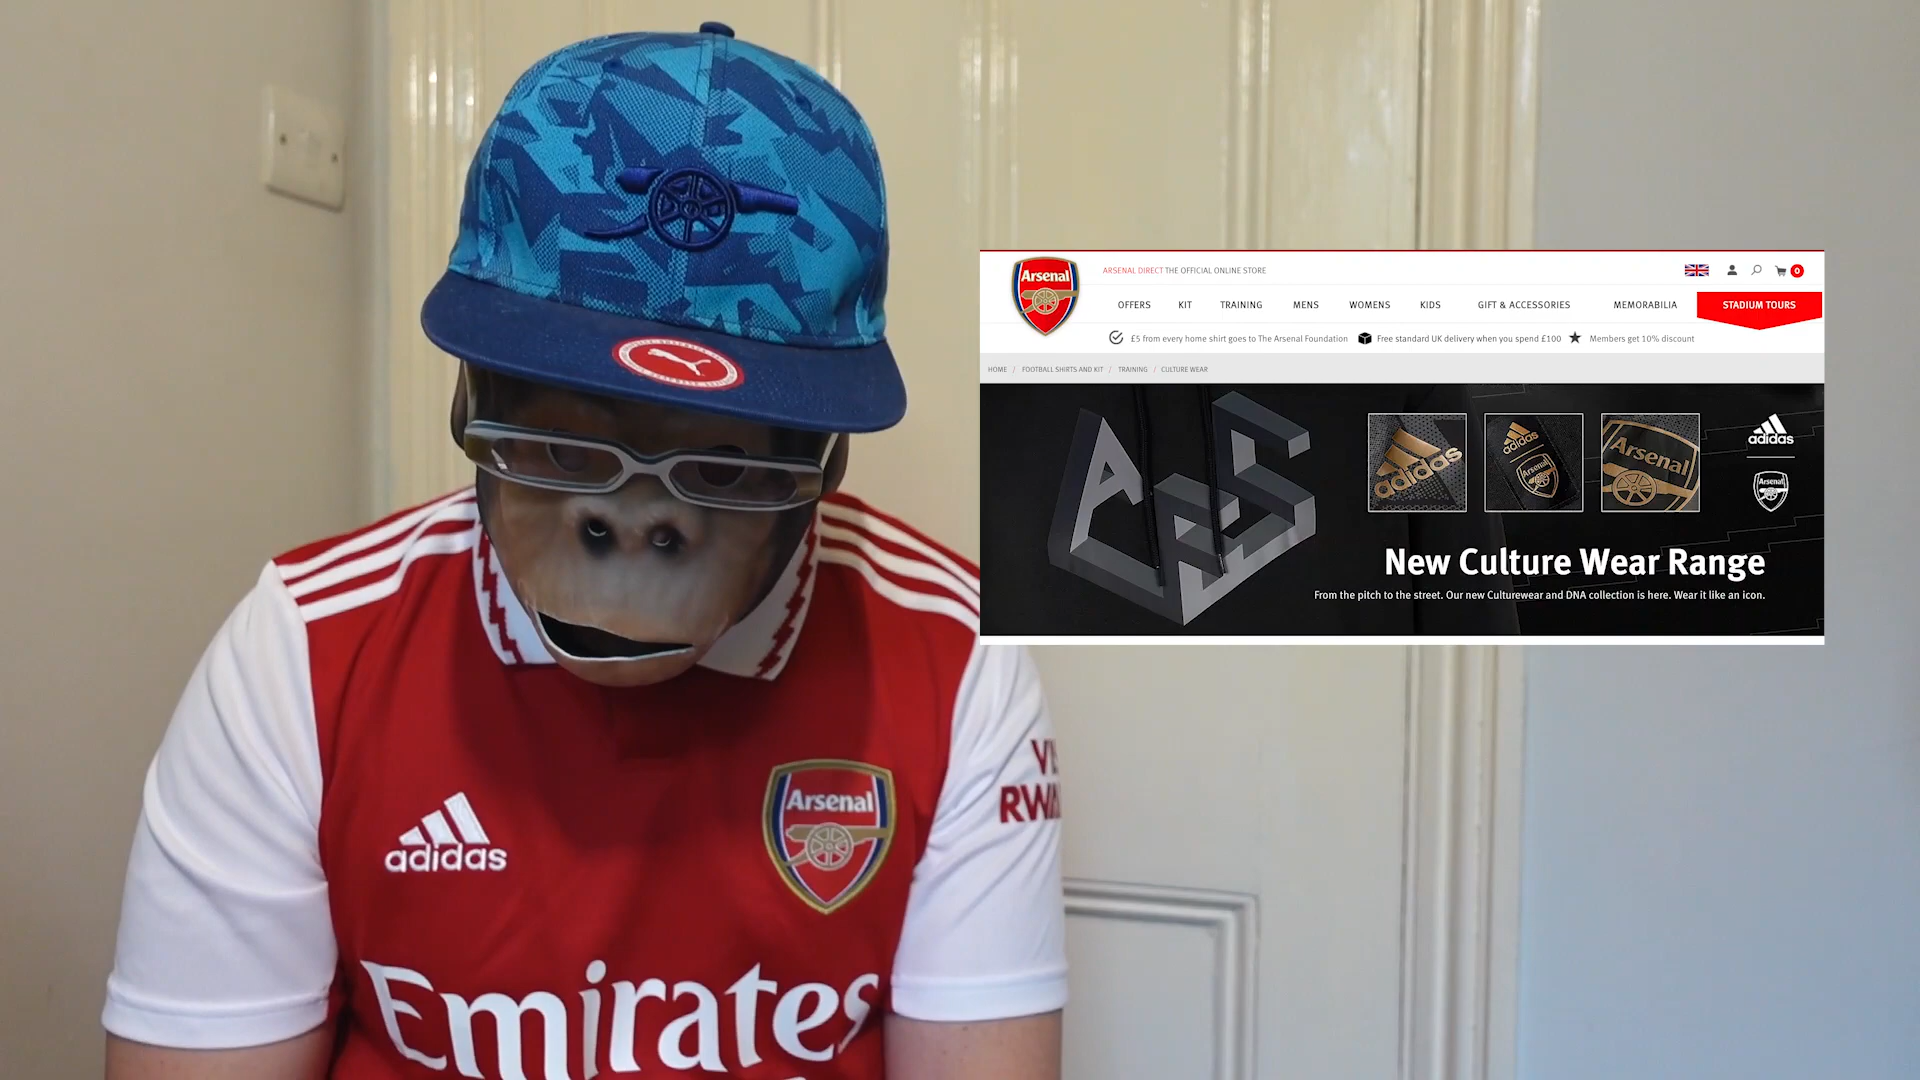 adidas
Arsenal
VI
RWA
Emirates
Arsenal
ARSENAL DIRECT THE OFFICIAL ONLINE STORE
0
OFFERS KIT TRAINING MENS WOMENS KIDS GIFT & ACCESSORIES MEMORABILIA STADIUM TOURS
£5 from every home shirt goes to The Arsenal Foundation Free standard UK delivery when you spend £100 Members get 10% discount
HOME / FOOTBALL SHIRTS AND KIT / TRAINING / CULTURE WEAR
AFS
adidas
adidas
Arsenal
Arsenal
adidas
Arsenal
New Culture Wear Range
From the pitch to the street. Our new Culturewear and DNA collection is here. Wear it like an icon.